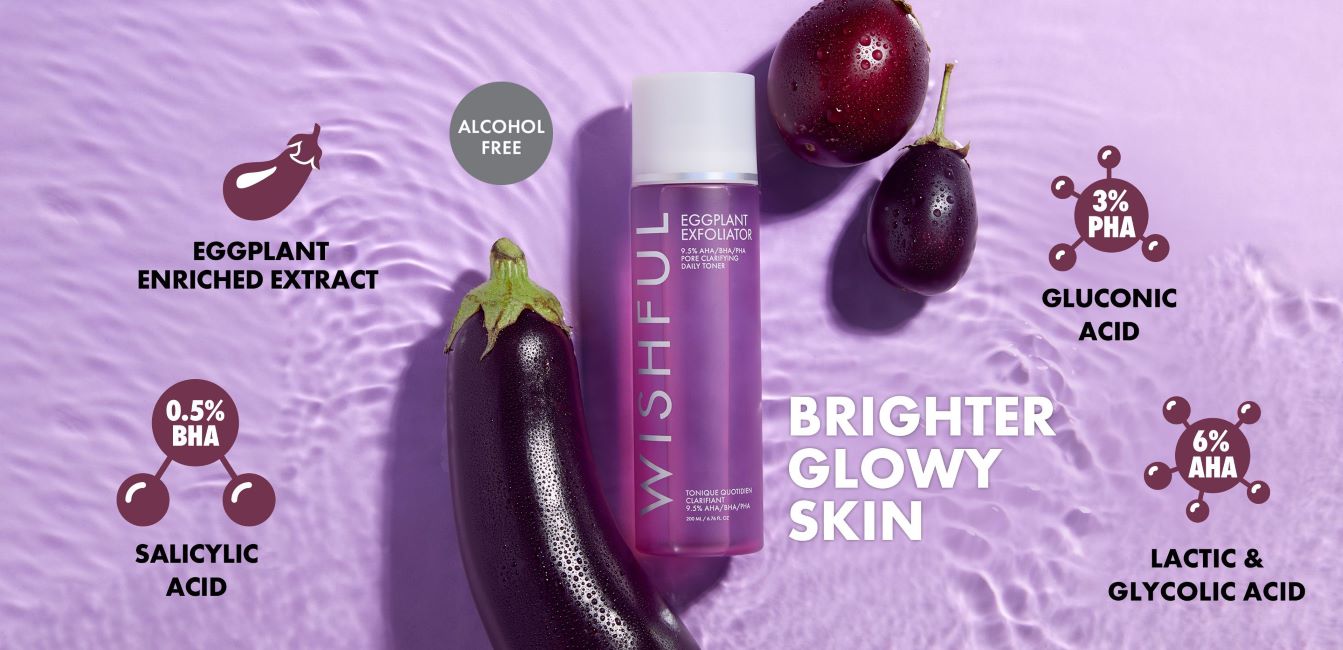 ALCOHOL
FREE
EGGPLANT
ENRICHED EXTRACT
0.5%
BHA
SALICYLIC
ACID
WISHFUL
EGGPLANT
EXFOLIATOR
9.5% AHA/BHA/PHA
PORE CLARIFYING
DAILY TONER
TONIQUE QUOTIDIEN
CLARIFIANT
9.5% AHA/BHA/PHA
200 ML / 6.76 FL OZ
BRIGHTER
GLOWY
SKIN
3%
PHA
GLUCONIC
ACID
6%
AHA
LACTIC &
GLYCOLIC ACID